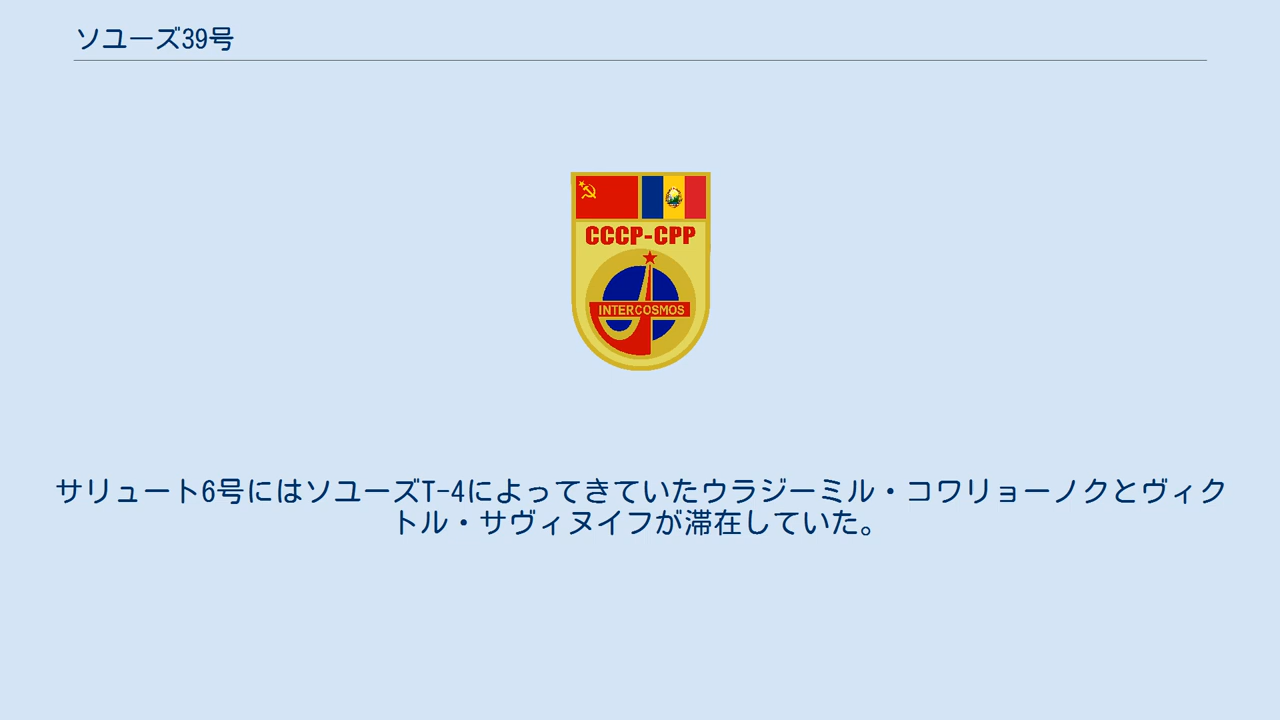 ソユーズ39号
СССР-СРР
INTERCOSMOS
サリュート6号にはソユーズT-4によってきていたウラジーミル・コワリョーノクとヴィク
トル・サヴィヌイフが滞在していた。